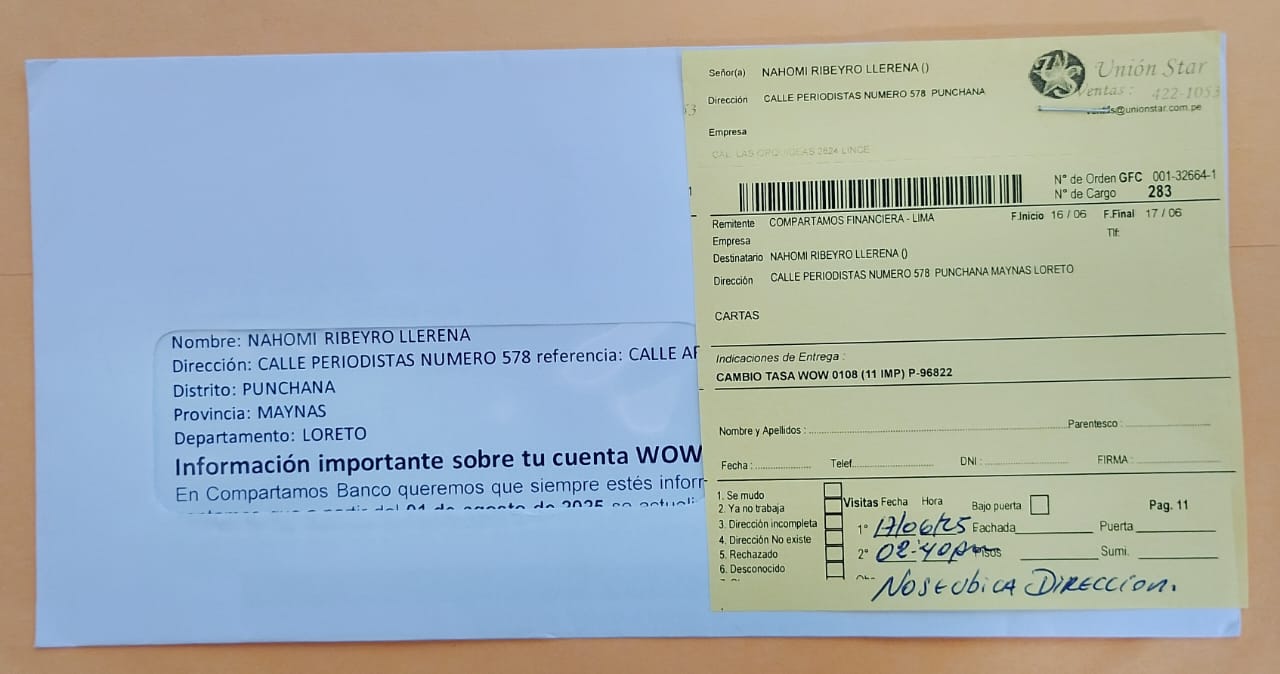 Nombre: NAHOMI RIBEYRO LLERENA
Dirección: CALLE PERIODISTAS NUMERO 578 referencia: CALLE
Distrito: PUNCHANA
Provincia: MAYNAS
Departamento: LORETO
Información importante sobre tu cuenta WOW
En Compartamos Banco queremos que siempre estés
01 de agosto de 2025 se
Señor(a) NAHOMI RIBEYRO LLERENA ()
Dirección CALLE PERIODISTAS NUMERO 578 PUNCHANA
Empresa
CAL. LAS ORQUIDEAS 2624 LINCE
Unión Star
Ventas : 422-1053
@unionstar.com.pe
N° de Orden GFC 001-32664-1
N° de Cargo 283
Remitente COMPARTAMOS FINANCIERA - LIMA F.Inicio 16 / 06 F.Final 17 / 06
Empresa Tlf:
Destinatario NAHOMI RIBEYRO LLERENA ()
Dirección CALLE PERIODISTAS NUMERO 578 PUNCHANA MAYNAS LORETO
CARTAS
Indicaciones de Entrega :
CAMBIO TASA WOW 0108 (11 IMP) P-96822
Nombre y Apellidos : Parentesco :
Fecha : Telef. DNI : FIRMA :
1. Se mudo
2. Ya no trabaja
3. Dirección incompleta
4. Dirección No existe
5. Rechazado
6. Desconocido
Visitas Fecha Hora Bajo puerta Pag. 11
1° 17/06/25 Fachada Puerta
2° 02:40pm Pisos Sumi.
NO SE UBICA DIRECCION.